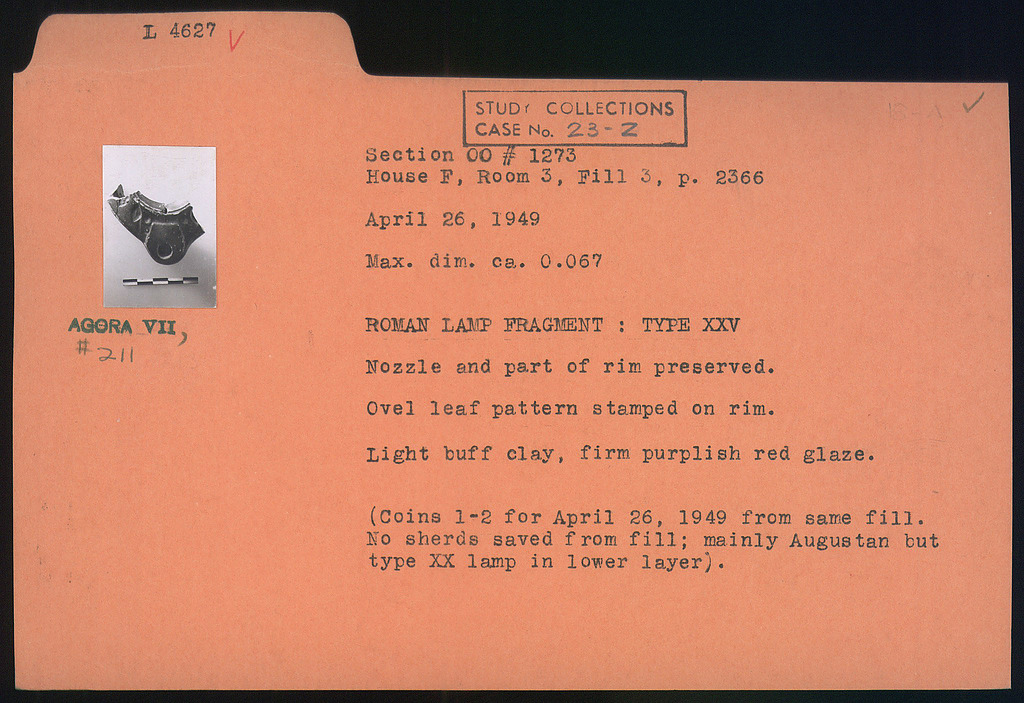 L 4627 ✓
STUDY COLLECTIONS
CASE No. 23-Z
Section OO # 1273
House F, Room 3, Fill 3, p. 2366
April 26, 1949
Max. dim. ca. 0.067
AGORA VII,
# 211
ROMAN LAMP FRAGMENT : TYPE XXV
Nozzle and part of rim preserved.
Ovel leaf pattern stamped on rim.
Light buff clay, firm purplish red glaze.
(Coins 1-2 for April 26, 1949 from same fill.
No sherds saved from fill; mainly Augustan but
type XX lamp in lower layer).